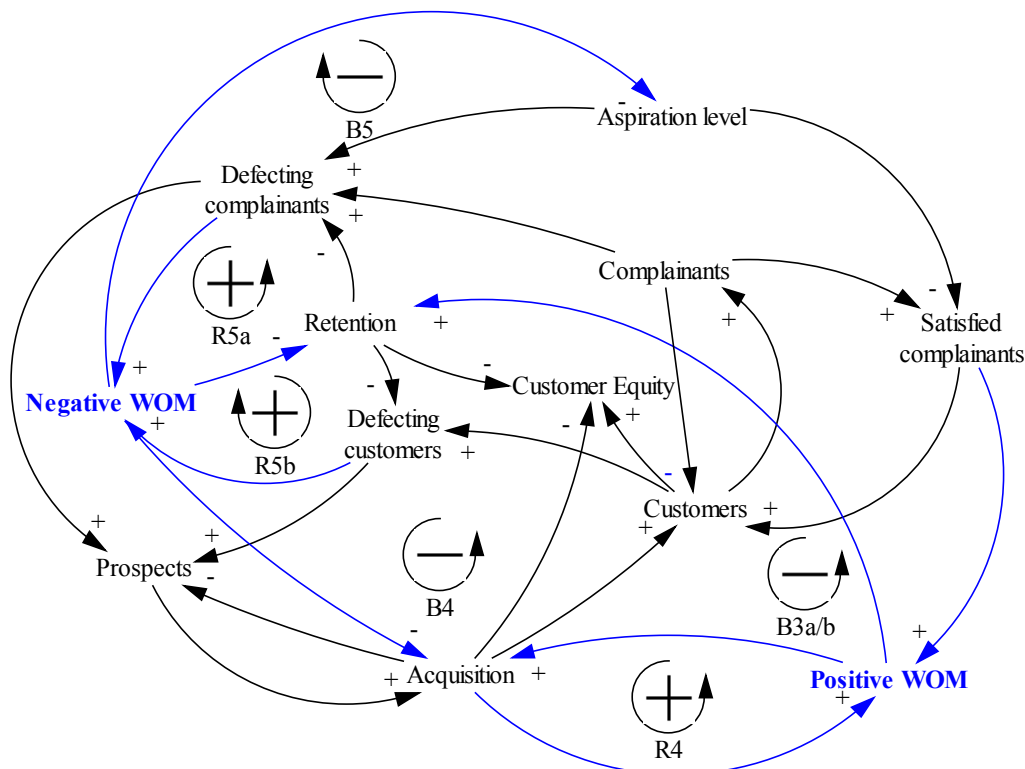 B5
-
Aspiration level
+
Defecting
complainants
+
-
Complainants
-
+
+
Satisfied
complainants
R5a
-
Retention
+
+
-
-
Customer Equity
Negative WOM
+
Defecting
customers
+
-
+
R5b
-
Customers
+
+
+
+
Prospects
-
B4
B3a/b
-
+
+
Acquisition
+
Positive WOM
+
R4